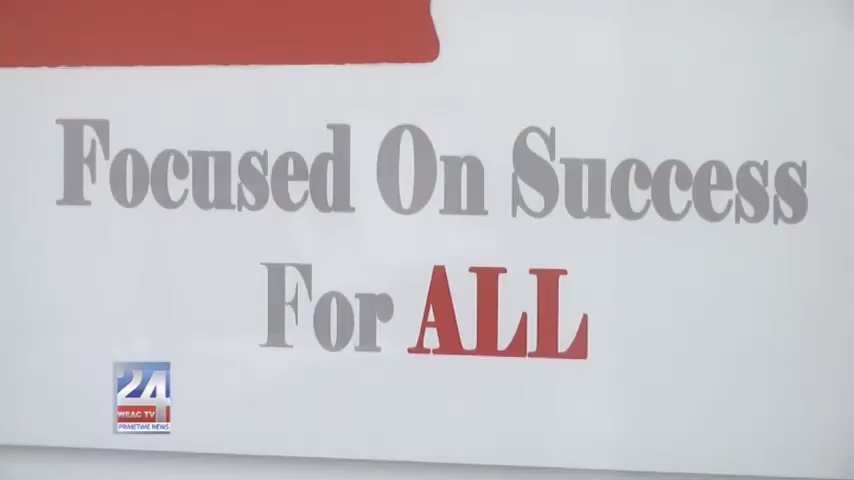 Focused On Success
For ALL
24
WEAC TV
PRIMETIME NEWS